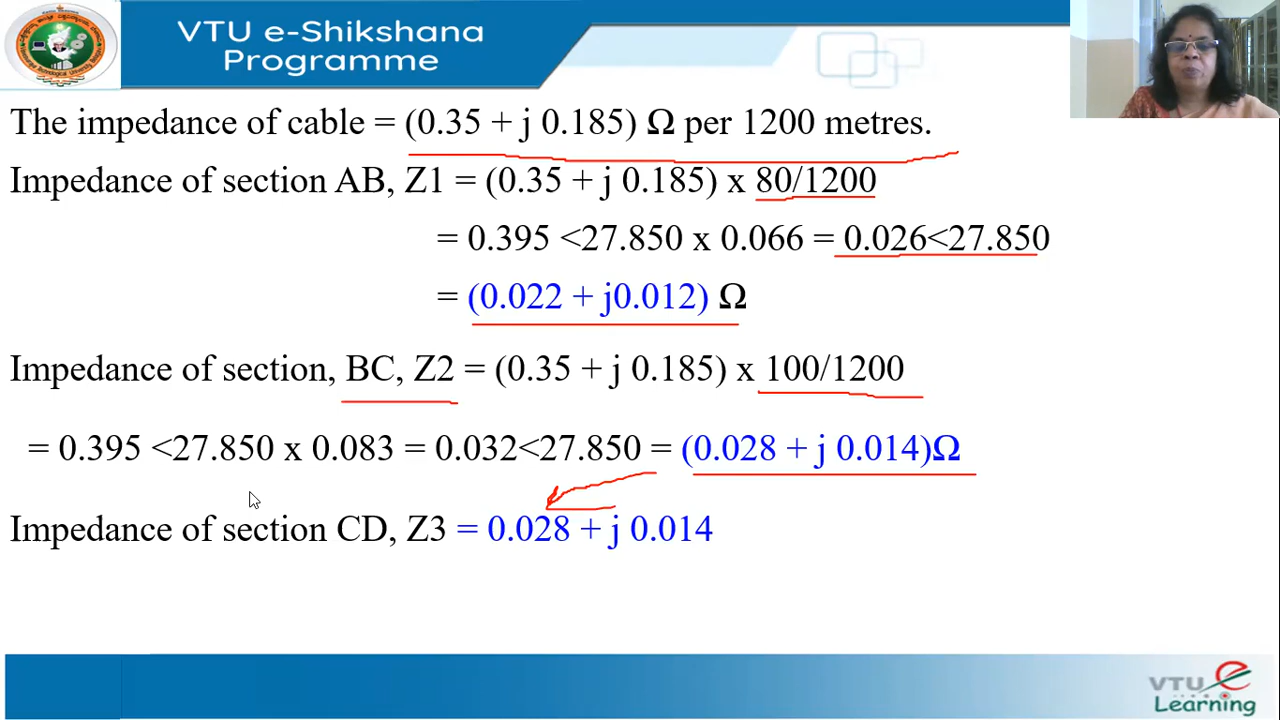 VTU e-Shikshana
Programme
The impedance of cable = (0.35 + j 0.185) Ω per 1200 metres.
Impedance of section AB, Z1 = (0.35 + j 0.185) x 80/1200
= 0.395 <27.850 x 0.066 = 0.026<27.850
= (0.022 + j0.012) Ω
Impedance of section, BC, Z2 = (0.35 + j 0.185) x 100/1200
= 0.395 <27.850 x 0.083 = 0.032<27.850 = (0.028 + j 0.014)Ω
Impedance of section CD, Z3 = 0.028 + j 0.014
VTU e
Learning